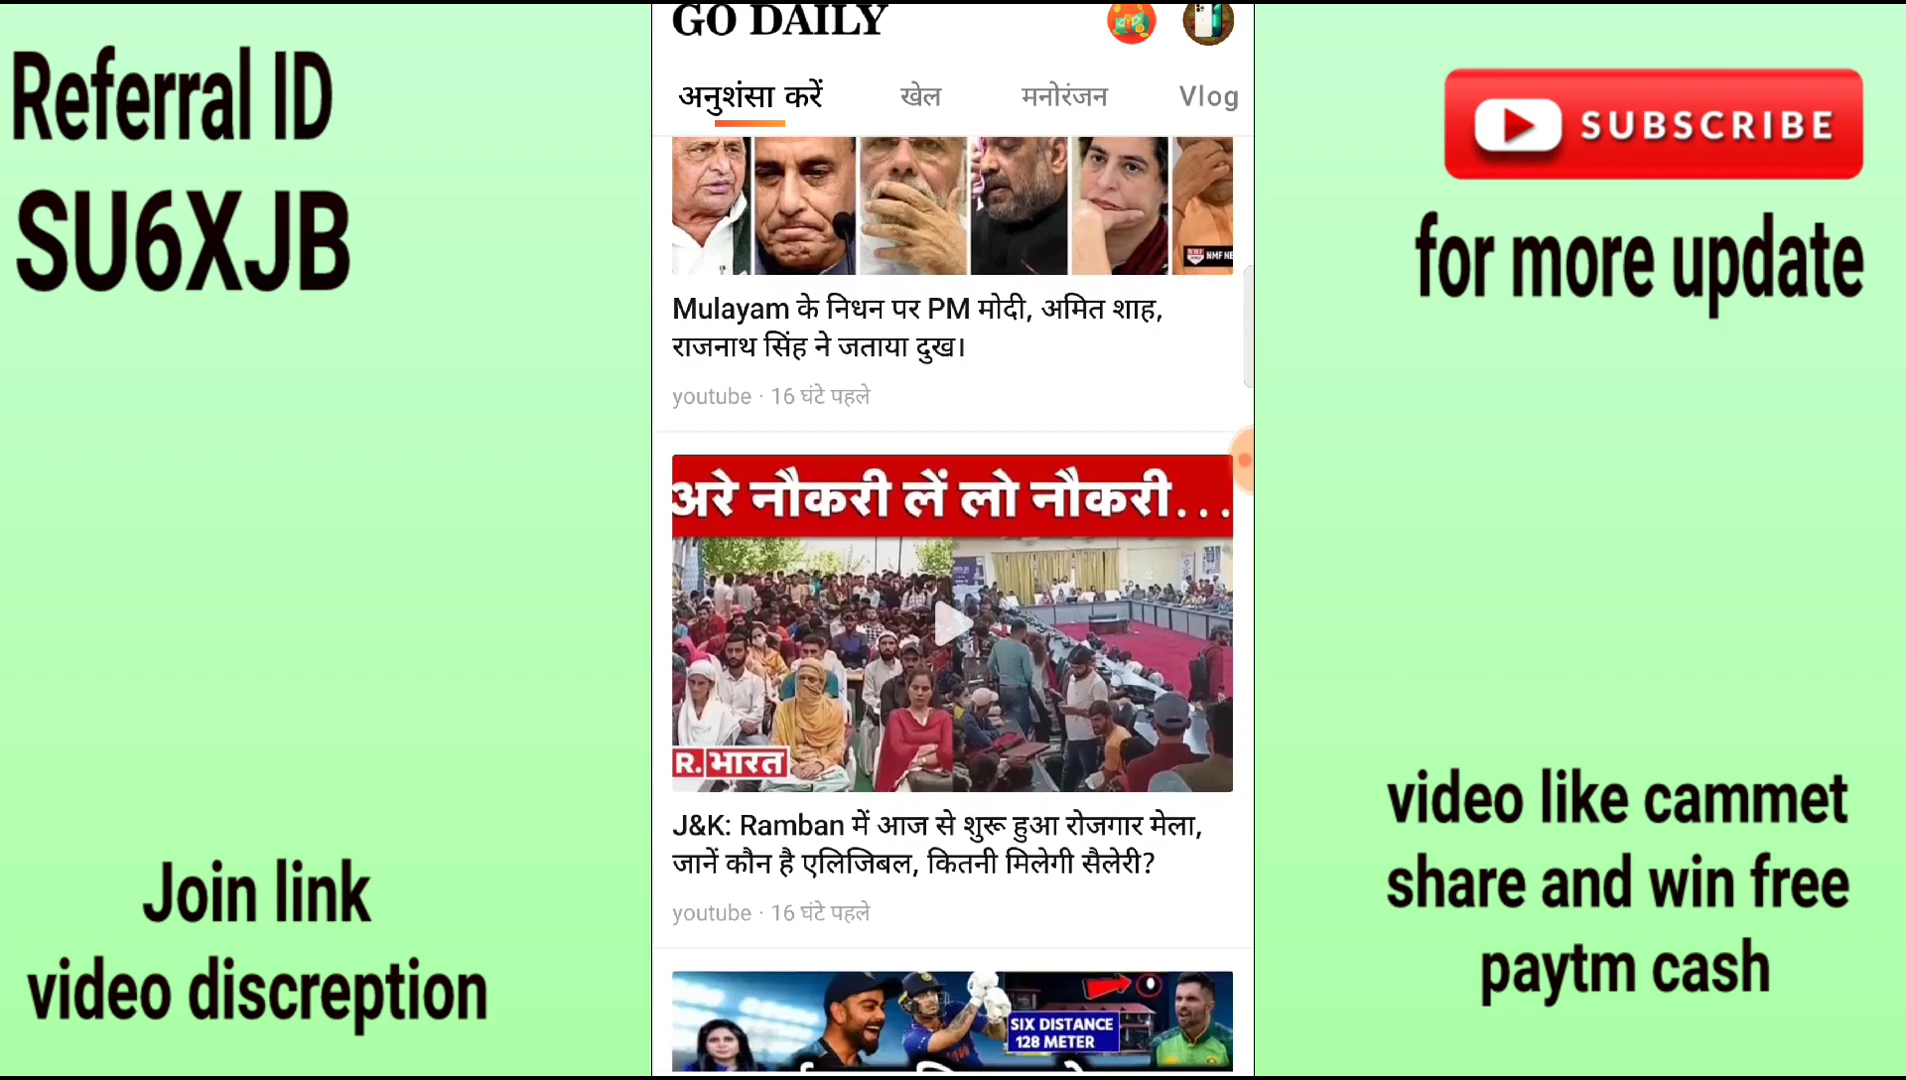 Referral ID
SU6XJB
Join link
video discreption
GO DAILY
अनुशंसा करें
खेल
मनोरंजन
Vlog
Mulayam के निधन पर PM मोदी, अमित शाह,
राजनाथ सिंह ने जताया दुख।
youtube · 16 घंटे पहले
अरे नौकरी लें लो नौकरी...
R. भारत
J&K: Ramban में आज से शुरू हुआ रोजगार मेला,
जानें कौन है एलिजिबल, कितनी मिलेगी सैलेरी?
youtube · 16 घंटे पहले
SIX DISTANCE
128 METER
SUBSCRIBE
for more update
video like cammet
share and win free
paytm cash